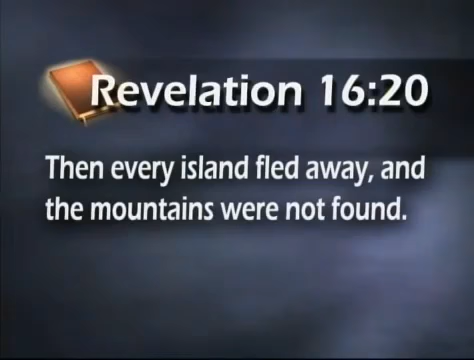 Revelation 16:20
Then every island fled away, and
the mountains were not found.